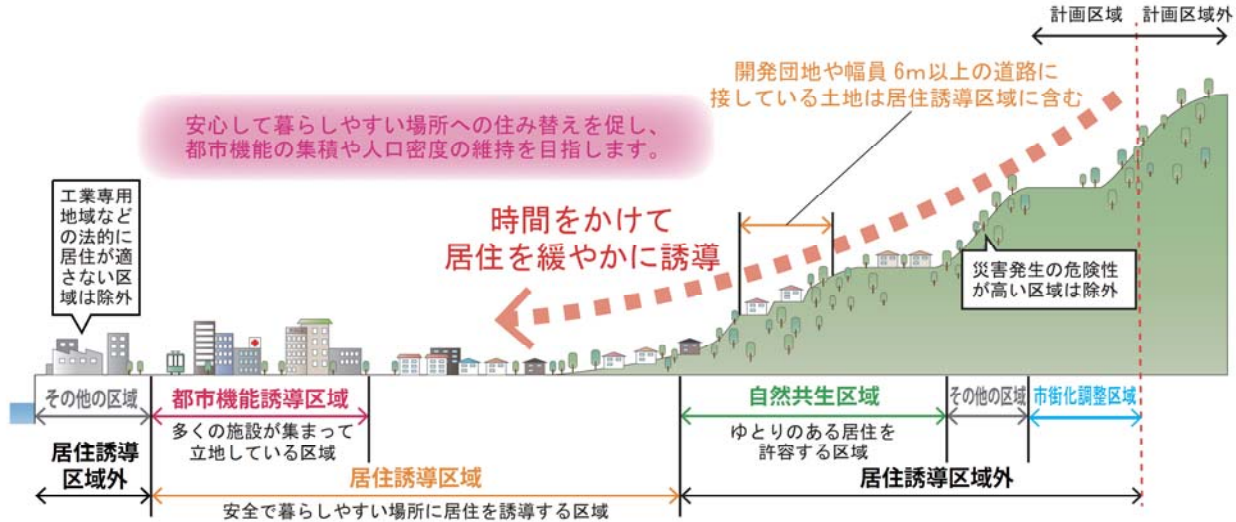 計画区域
計画区域外
開発団地や幅員6m以上の道路に
接している土地は居住誘導区域に含む
安心して暮らしやすい場所への住み替えを促し、
都市機能の集積や人口密度の維持を目指します。
工業専用
地域など
の法的に
居住が適
さない区
域は除外
時間をかけて
居住を緩やかに誘導
災害発生の危険性
が高い区域は除外
その他の区域
都市機能誘導区域
自然共生区域
その他の区域
市街化調整区域
多くの施設が集まって
立地している区域
ゆとりのある居住を
許容する区域
居住誘導
区域外
居住誘導区域
居住誘導区域外
安全で暮らしやすい場所に居住を誘導する区域